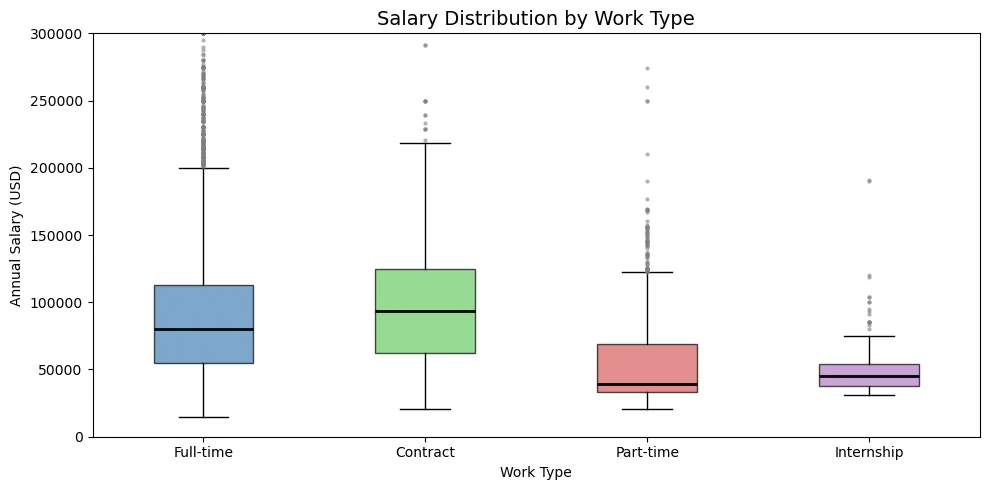 Salary Distribution by Work Type
Annual Salary (USD)
300000
250000
200000
150000
100000
50000
0
Full-time Contract Part-time Internship
Work Type